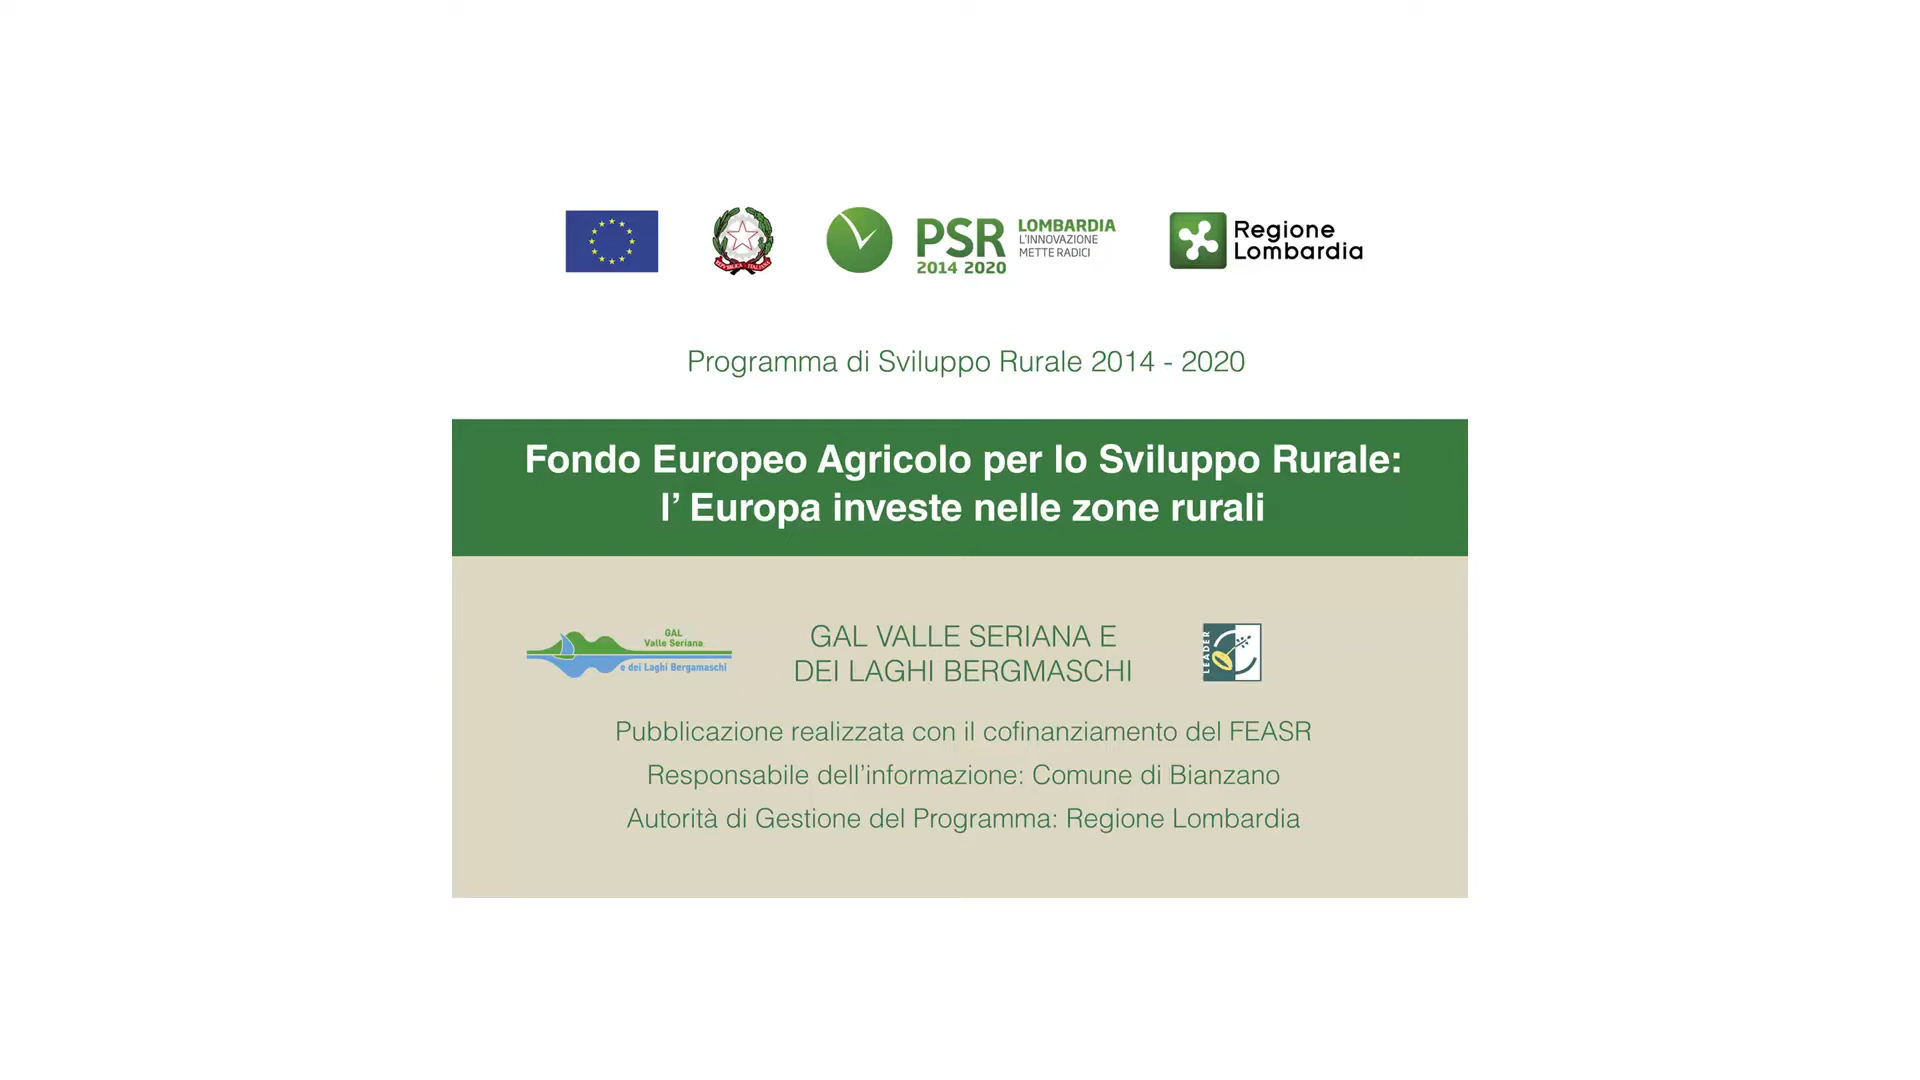 REPVBBLICA ITALIANA
PSR
2014 2020
LOMBARDIA
L'INNOVAZIONE
METTE RADICI
Regione
Lombardia
Programma di Sviluppo Rurale 2014 - 2020
Fondo Europeo Agricolo per lo Sviluppo Rurale:
l’ Europa investe nelle zone rurali
GAL
Valle Seriana
e dei Laghi Bergamaschi
GAL VALLE SERIANA E
DEI LAGHI BERGMASCHI
LEADER
Pubblicazione realizzata con il cofinanziamento del FEASR
Responsabile dell’informazione: Comune di Bianzano
Autorità di Gestione del Programma: Regione Lombardia